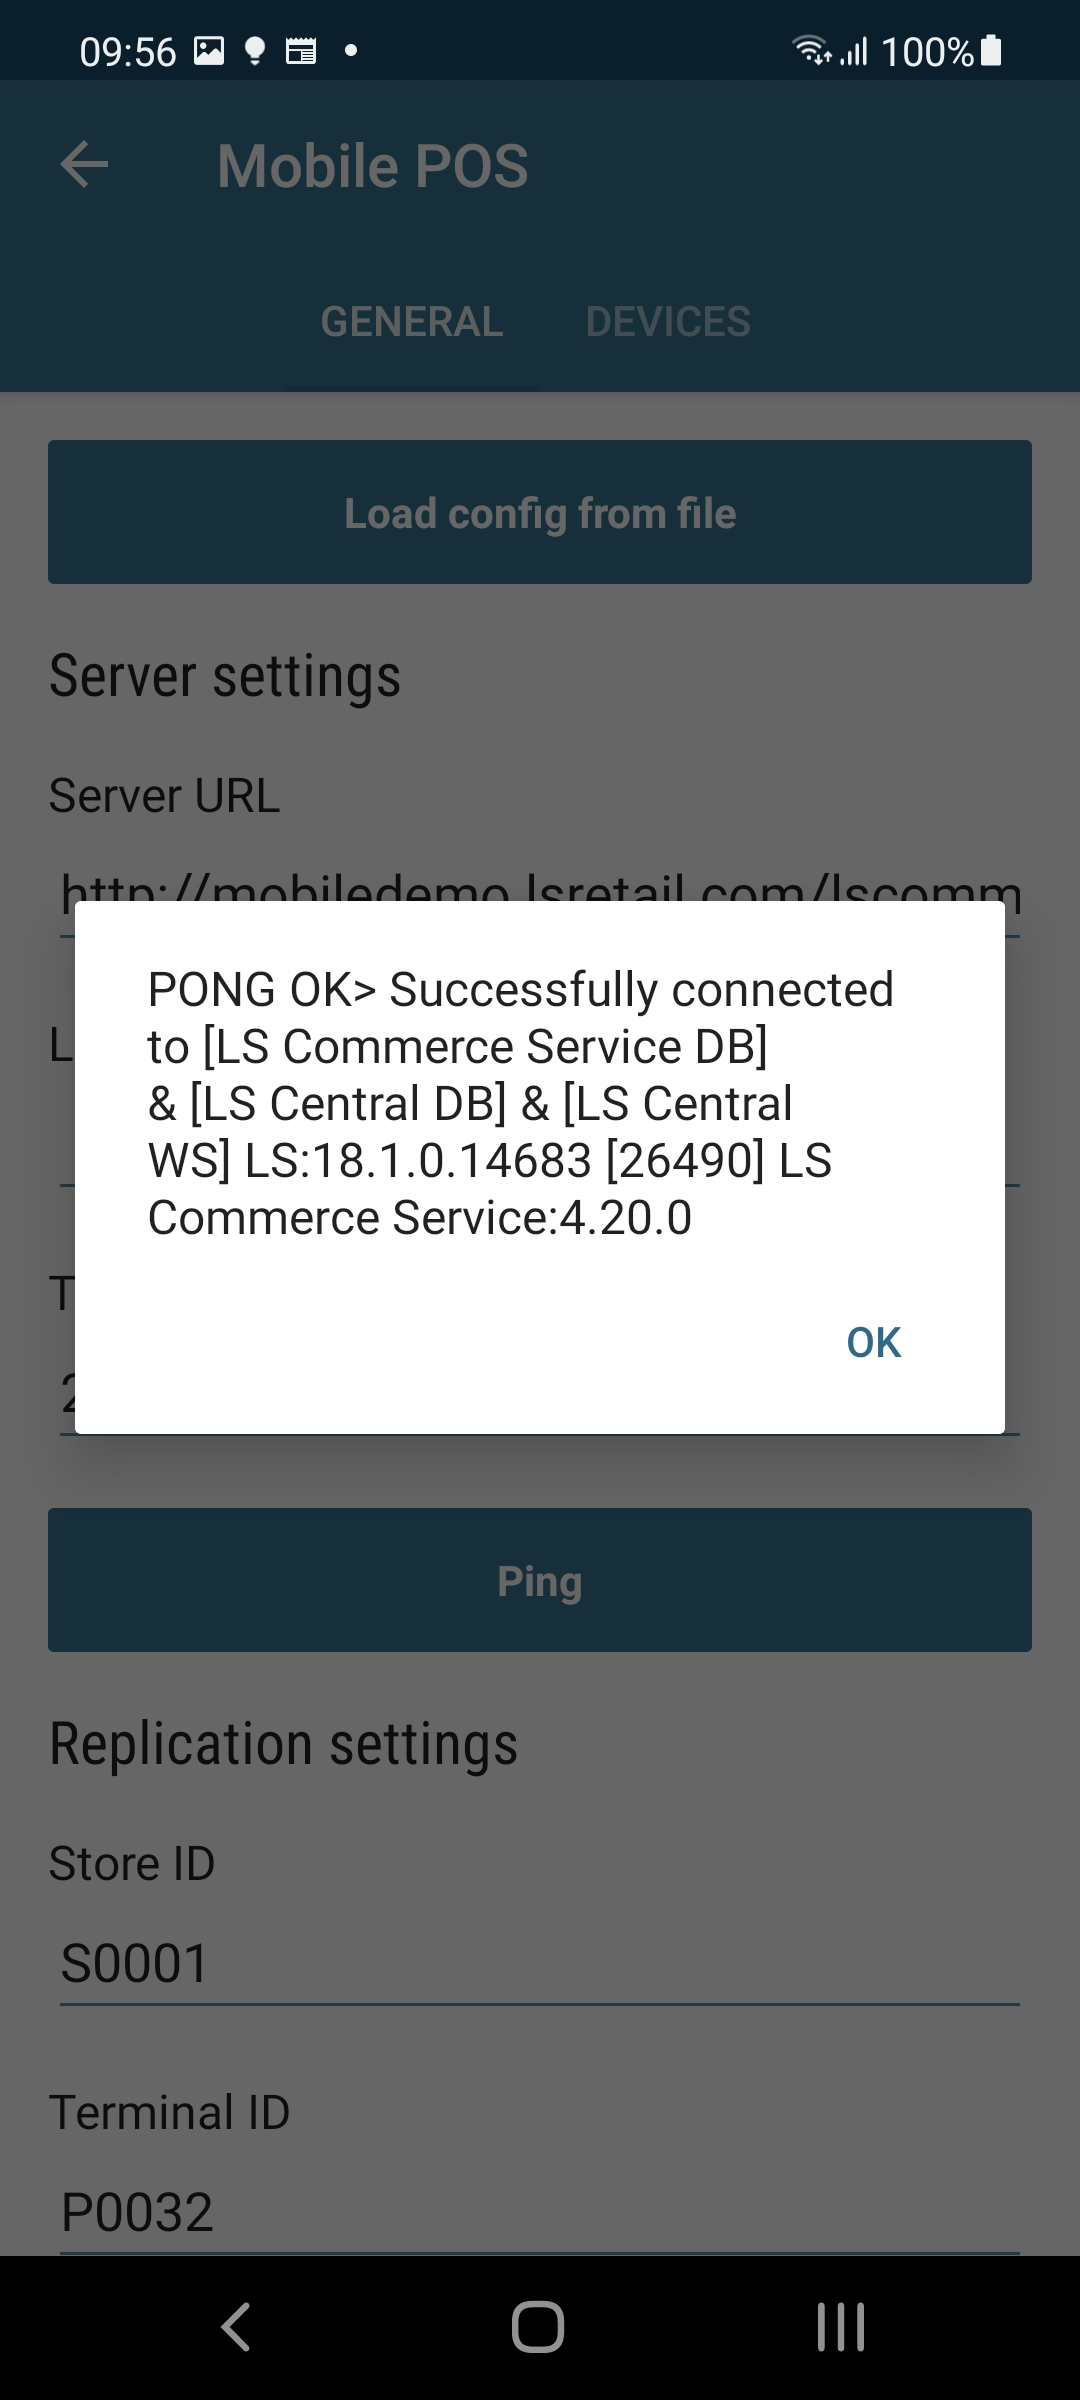 09:56
100%
Mobile POS
GENERAL DEVICES
Load config from file
Server settings
Server URL
http://mobiledemo.lsretail.com/lscomm
PONG OK> Successfully connected
to [LS Commerce Service DB]
& [LS Central DB] & [LS Central
WS] LS:18.1.0.14683 [26490] LS
Commerce Service:4.20.0
OK
Ping
Replication settings
Store ID
S0001
Terminal ID
P0032